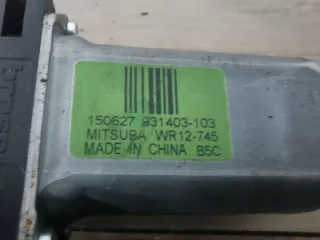 150627 931403-103
MITSUBA WR12-745
MADE IN CHINA B5C